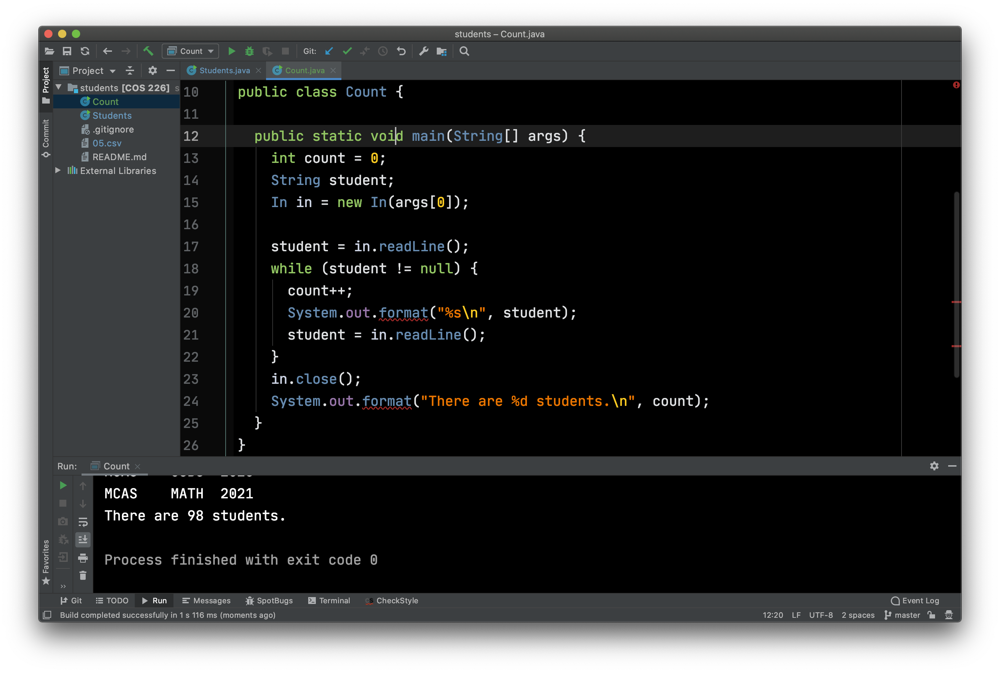 students – Count.java
Count
Git:
Project
Students.java
Count.java
Project
Commit
Favorites
students [COS 226] s
Count
Students
.gitignore
05.csv
README.md
External Libraries
10 public class Count {
11
12 public static void main(String[] args) {
13 int count = 0;
14 String student;
15 In in = new In(args[0]);
16
17 student = in.readLine();
18 while (student != null) {
19 count++;
20 System.out.format("%s\n", student);
21 student = in.readLine();
22 }
23 in.close();
24 System.out.format("There are %d students.\n", count);
25 }
26 }
Run: Count
MCAS MATH 2021
There are 98 students.
Process finished with exit code 0
Git TODO Run Messages SpotBugs Terminal CS CheckStyle Event Log
Build completed successfully in 1 s 116 ms (moments ago) 12:20 LF UTF-8 2 spaces master